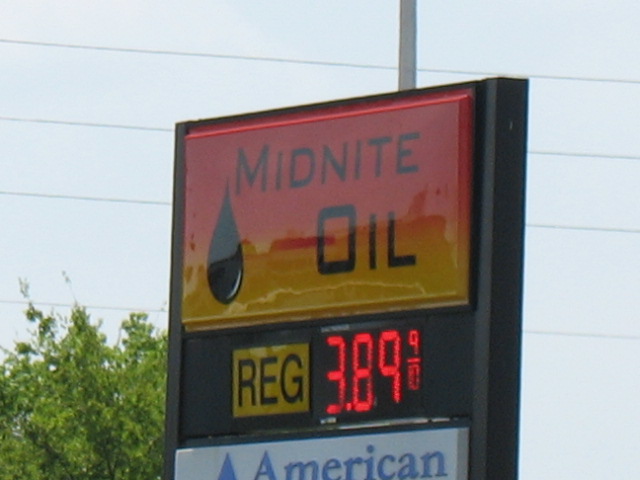 MIDNITE
OIL
REG 3.89 9/10
American